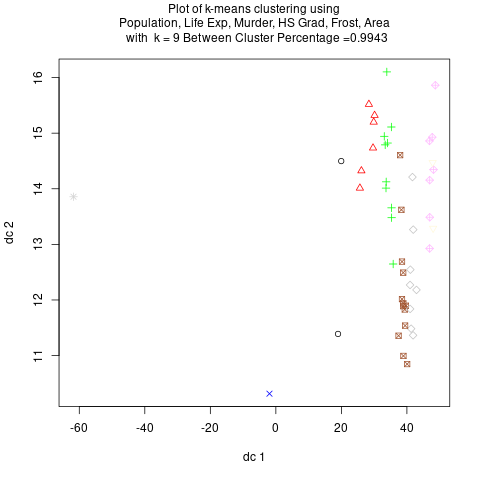 Plot of k-means clustering using
Population, Life Exp, Murder, HS Grad, Frost, Area
with k = 9 Between Cluster Percentage =0.9943
16
15
14
13
12
11
dc 2
-60
-40
-20
0
20
40
dc 1